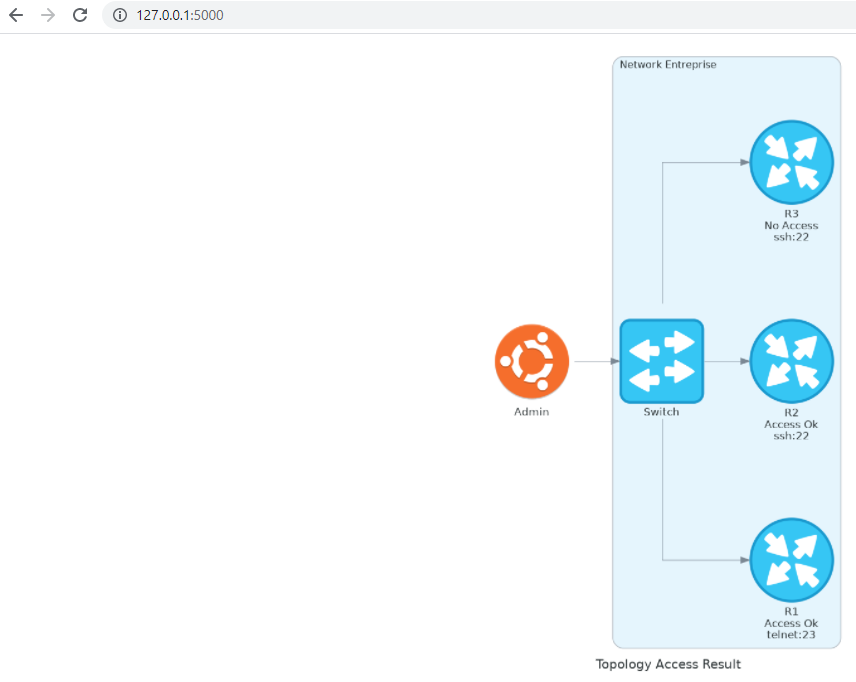 127.0.0.1:5000
Network Entreprise
R3
No Access
ssh:22
Admin
Switch
R2
Access Ok
ssh:22
R1
Access Ok
telnet:23
Topology Access Result